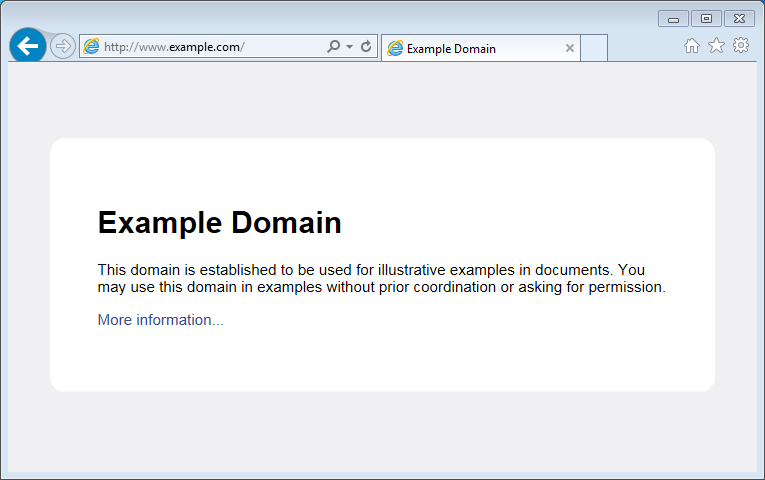 http://www.example.com/
Example Domain
Example Domain
This domain is established to be used for illustrative examples in documents. You
may use this domain in examples without prior coordination or asking for permission.
More information...